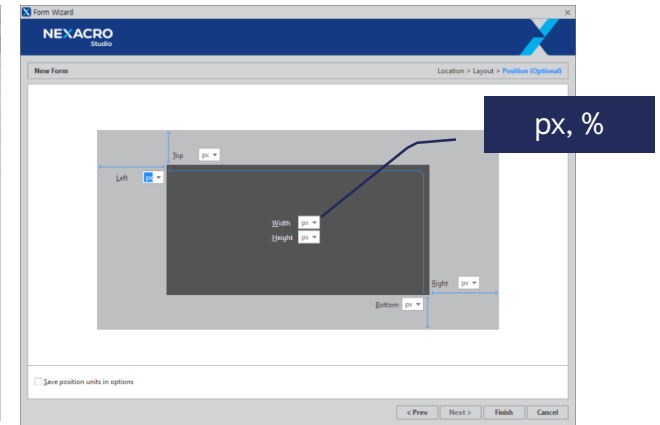 Form Wizard
NEXACRO
Studio
New Form
Location > Layout > Position (Optional)
px, %
Top px
Left px
Width px
Height px
Right px
Bottom px
Save position units in options
< Prev Next > Finish Cancel